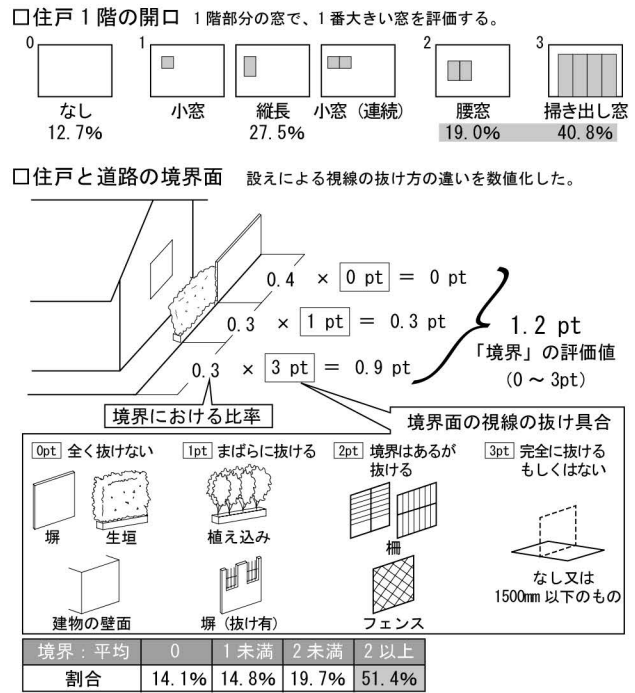 □住戸１階の開口 １階部分の窓で、１番大きい窓を評価する。
0 1 2 3
なし 小窓 縦長 小窓（連続） 腰窓 掃き出し窓
12.7% 27.5% 19.0% 40.8%
□住戸と道路の境界面 設えによる視線の抜け方の違いを数値化した。
0.4 × 0 pt = 0 pt
0.3 × 1 pt = 0.3 pt
0.3 × 3 pt = 0.9 pt
1.2 pt
「境界」の評価値
（0 〜 3pt）
境界における比率
境界面の視線の抜け具合
0pt 全く抜けない
塀 生垣
建物の壁面
1pt まばらに抜ける
植え込み
塀（抜け有）
2pt 境界はあるが
抜ける
柵
フェンス
3pt 完全に抜ける
もしくはない
なし又は
1500mm 以下のもの
境界：平均 0 １未満 ２未満 ２以上
割合 14.1% 14.8% 19.7% 51.4%